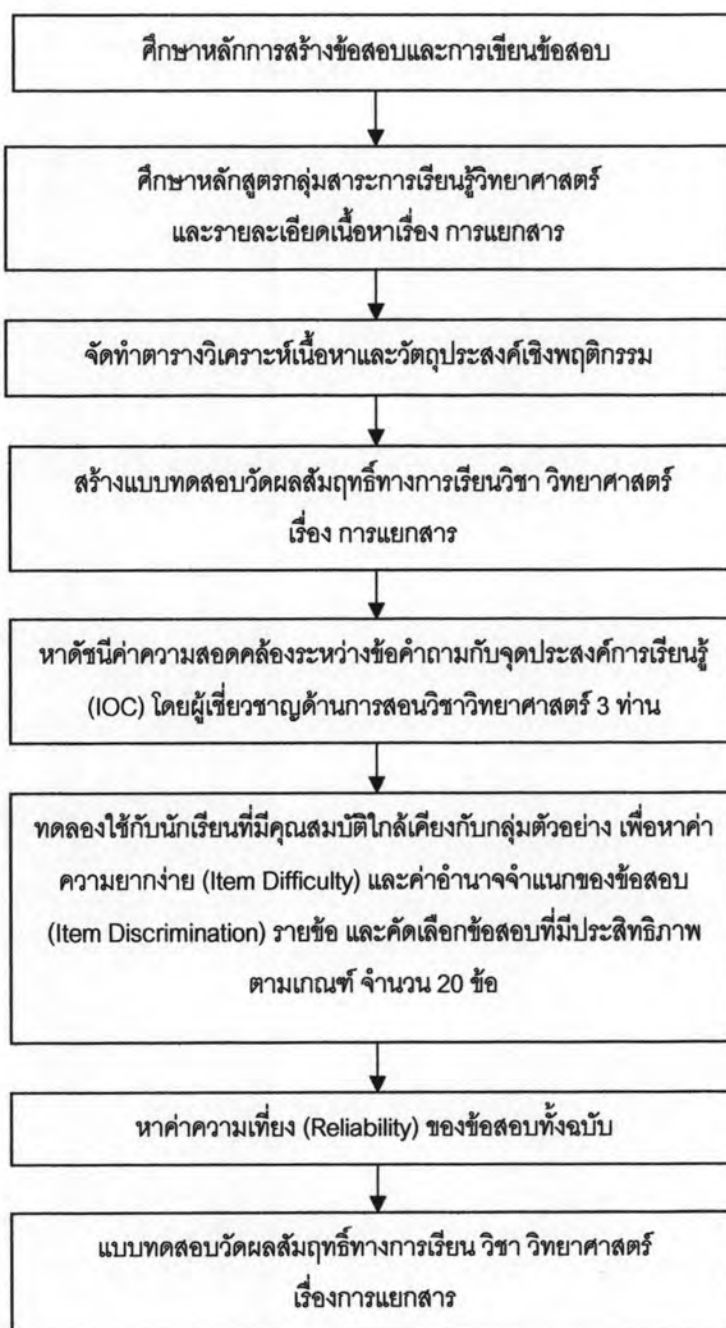 ศึกษาหลักการสร้างข้อสอบและการเขียนข้อสอบ
ศึกษาหลักสูตรกลุ่มสาระการเรียนรู้วิทยาศาสตร์
และรายละเอียดเนื้อหาเรื่อง การแยกสาร
จัดทำตารางวิเคราะห์เนื้อหาและวัตถุประสงค์เชิงพฤติกรรม
สร้างแบบทดสอบวัดผลสัมฤทธิ์ทางการเรียนวิชา วิทยาศาสตร์
เรื่อง การแยกสาร
หาดัชนีค่าความสอดคล้องระหว่างข้อคำถามกับจุดประสงค์การเรียนรู้
(IOC) โดยผู้เชี่ยวชาญด้านการสอนวิชาวิทยาศาสตร์ 3 ท่าน
ทดลองใช้กับนักเรียนที่มีคุณสมบัติใกล้เคียงกับกลุ่มตัวอย่าง เพื่อหาค่า
ความยากง่าย (Item Difficulty) และค่าอำนาจจำแนกของข้อสอบ
(Item Discrimination) รายข้อ และคัดเลือกข้อสอบที่มีประสิทธิภาพ
ตามเกณฑ์ จำนวน 20 ข้อ
หาค่าความเที่ยง (Reliability) ของข้อสอบทั้งฉบับ
แบบทดสอบวัดผลสัมฤทธิ์ทางการเรียน วิชา วิทยาศาสตร์
เรื่องการแยกสาร